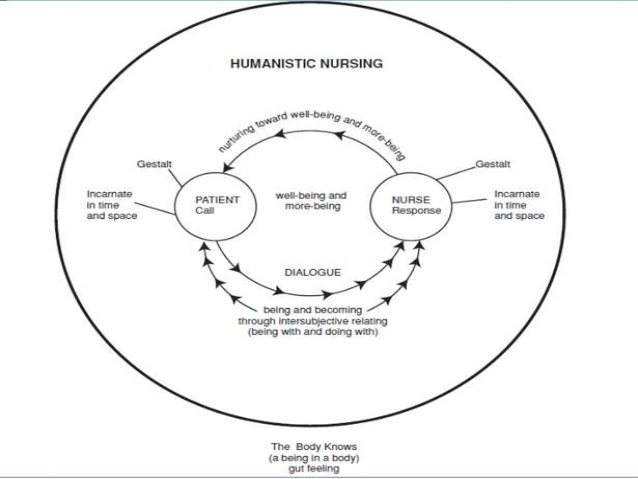 HUMANISTIC NURSING
nurturing toward well-being and more-being
Gestalt
Gestalt
Incarnate
in time
and space
PATIENT
Call
well-being and
more-being
NURSE
Response
Incarnate
in time
and space
DIALOGUE
being and becoming
through intersubjective relating
(being with and doing with)
The Body Knows
(a being in a body)
gut feeling